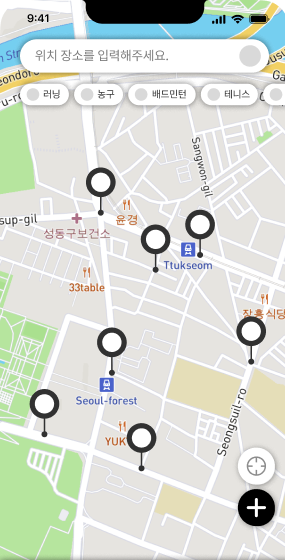 9:41
위치 장소를 입력해주세요.
러닝
농구
배드민턴
테니스
Sangwon-gil
윤경
sup-gil
성동구보건소
Ttukseom
33table
장흥식당
Seoul-forest
Seongsuil-ro
YUK